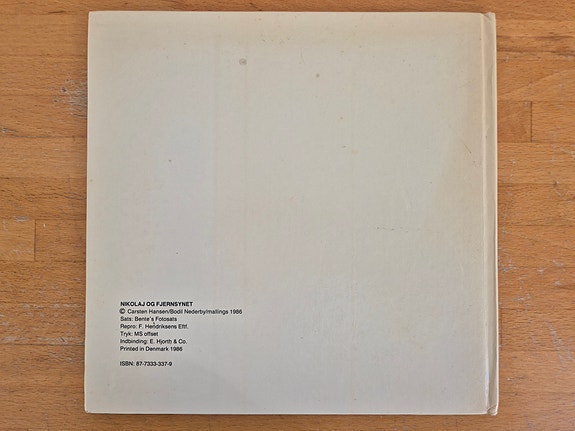 NIKOLAJ OG FJERNSYNET
© Carsten Hansen/Bodil Nederby/mallings 1986
Sats: Bente's Fotosats
Repro: F. Hendriksens Eftf.
Tryk: MS offset
Indbinding: E. Hjorth & Co.
Printed in Denmark 1986
ISBN: 87-7333-337-9